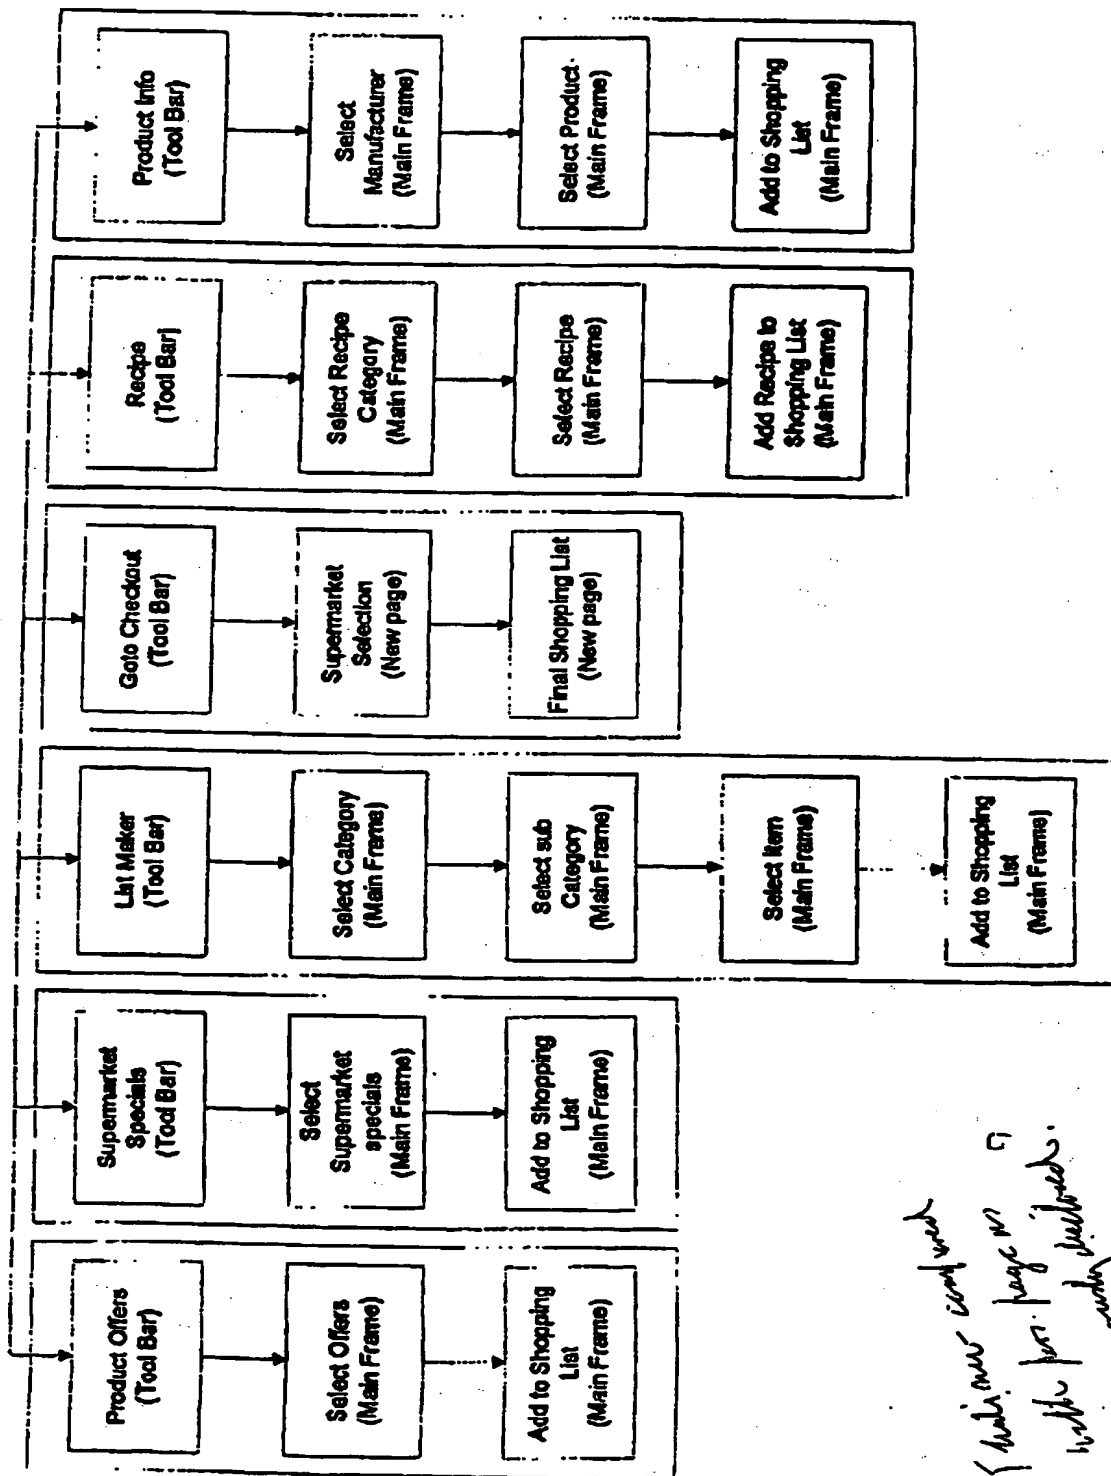 Product Offers
(Tool Bar)
Select Offers
(Main Frame)
Add to Shopping
List
(Main Frame)
Supermarket
Specials
(Tool Bar)
Select
Supermarket
specials
(Main Frame)
Add to Shopping
List
(Main Frame)
List Maker
(Tool Bar)
Select Category
(Main Frame)
Select sub
Category
(Main Frame)
Select Item
(Main Frame)
Add to Shopping
List
(Main Frame)
Goto Checkout
(Tool Bar)
Supermarket
Selection
(New page)
Final Shopping List
(New page)
Recipe
(Tool Bar)
Select Recipe
Category
(Main Frame)
Select Recipe
(Main Frame)
Add Recipe to
Shopping List
(Main Frame)
Product Info
(Tool Bar)
Select
Manufacturer
(Main Frame)
Select Product
(Main Frame)
Add to Shopping
List
(Main Frame)